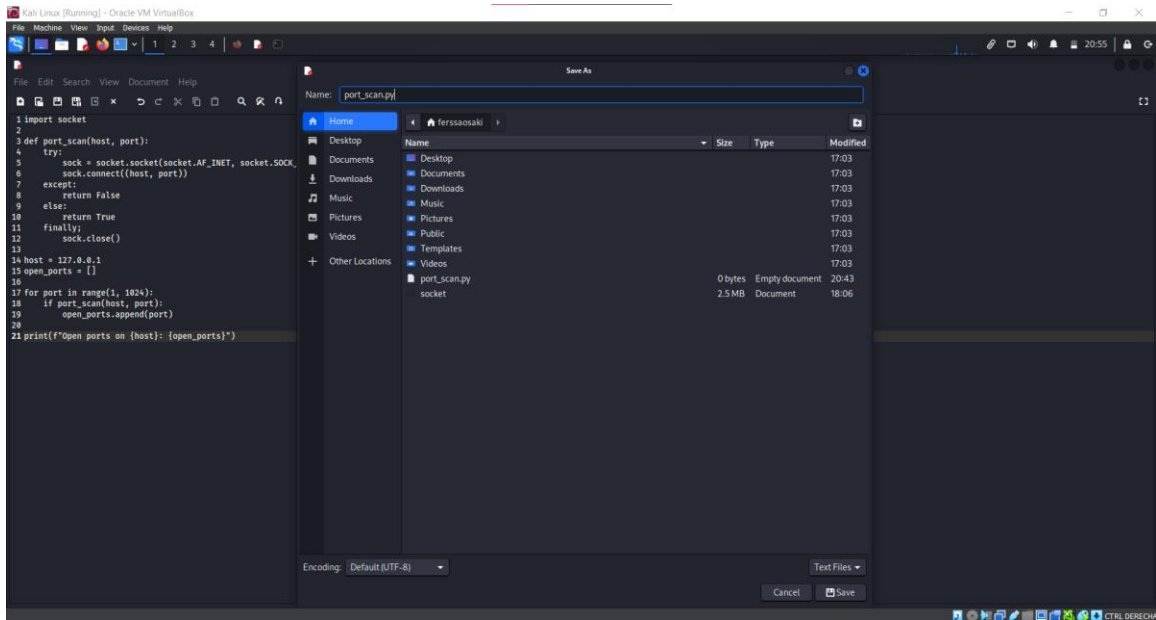 Kali Linux [Running] - Oracle VM VirtualBox
File Machine View Input Devices Help
1 2 3 4
20:55
File Edit Search View Document Help
1 import socket
2
3 def port_scan(host, port):
4 try:
5 sock = socket.socket(socket.AF_INET, socket.SOCK_
6 sock.connect((host, port))
7 except:
8 return False
9 else:
10 return True
11 finally;
12 sock.close()
13
14 host = 127.0.0.1
15 open_ports = []
16
17 for port in range(1, 1024):
18 if port_scan(host, port):
19 open_ports.append(port)
20
21 print(f"Open ports on {host}: {open_ports}")
Save As
Name: port_scan.py
Home
Desktop
Documents
Downloads
Music
Pictures
Videos
+ Other Locations
ferssaosaki
Name Size Type Modified
Desktop 17:03
Documents 17:03
Downloads 17:03
Music 17:03
Pictures 17:03
Public 17:03
Templates 17:03
Videos 17:03
port_scan.py 0 bytes Empty document 20:43
socket 2.5 MB Document 18:06
Encoding: Default (UTF-8)
Text Files
Cancel Save
CTRL DERECHA